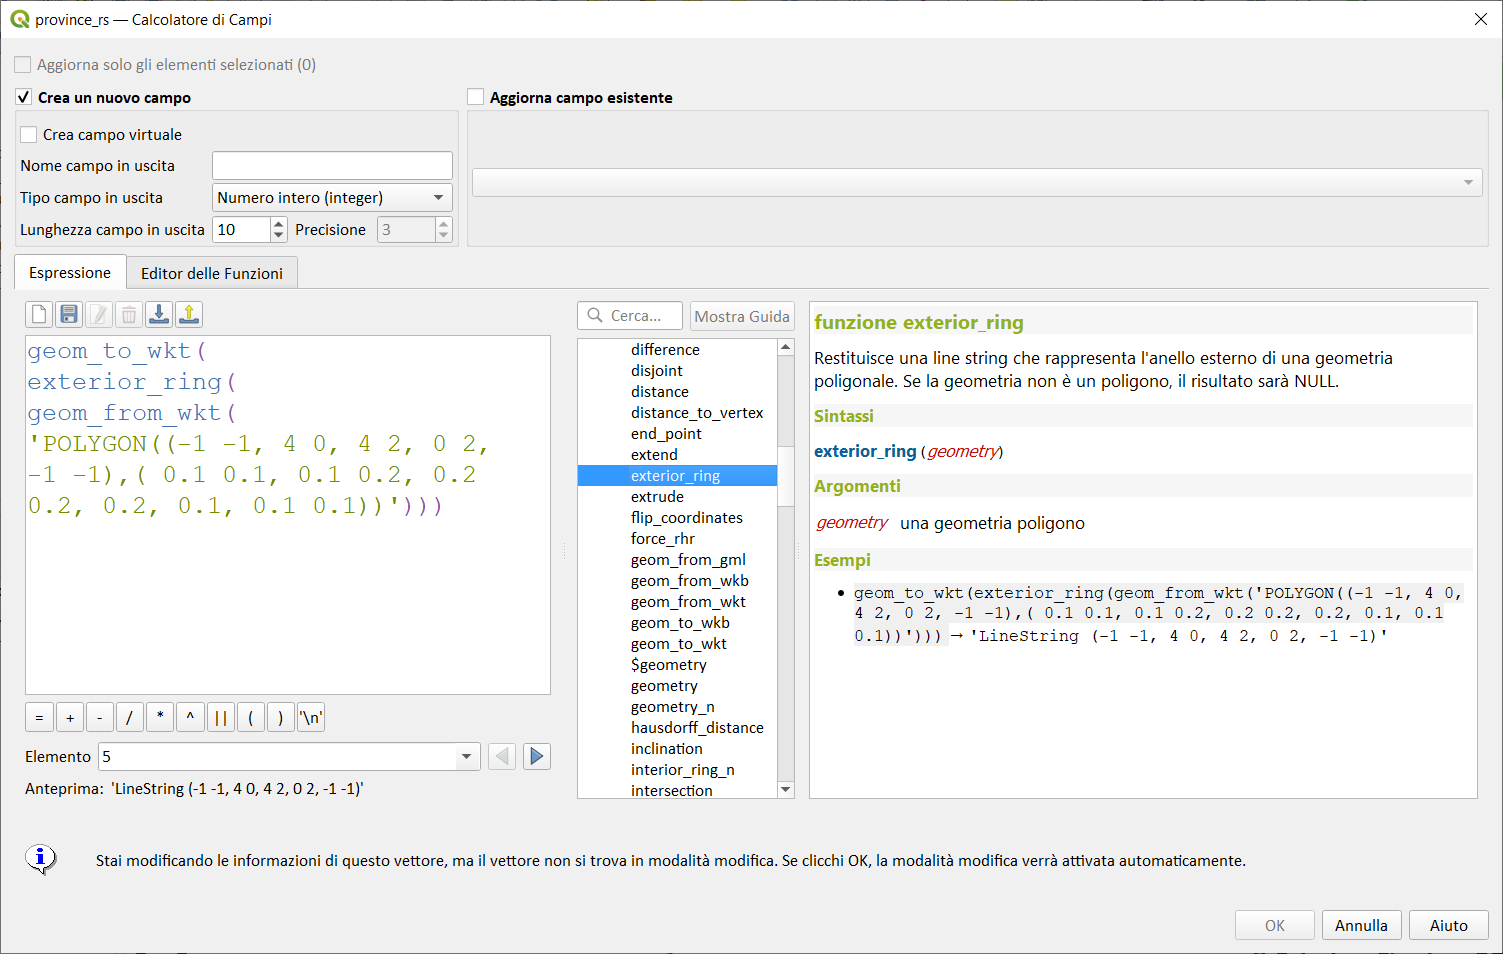 province_rs — Calcolatore di Campi
Aggiorna solo gli elementi selezionati (0)
Crea un nuovo campo
Aggiorna campo esistente
Crea campo virtuale
Nome campo in uscita
Tipo campo in uscita Numero intero (integer)
Lunghezza campo in uscita 10 Precisione 3
Espressione Editor delle Funzioni
geom_to_wkt(
exterior_ring(
geom_from_wkt(
'POLYGON((-1 -1, 4 0, 4 2, 0 2,
-1 -1),( 0.1 0.1, 0.1 0.2, 0.2
0.2, 0.2, 0.1, 0.1 0.1))')))
= + - / * ^ || ( ) '\n'
Elemento 5
Anteprima: 'LineString (-1 -1, 4 0, 4 2, 0 2, -1 -1)'
Cerca... Mostra Guida
difference
disjoint
distance
distance_to_vertex
end_point
extend
exterior_ring
extrude
flip_coordinates
force_rhr
geom_from_gml
geom_from_wkb
geom_from_wkt
geom_to_wkb
geom_to_wkt
$geometry
geometry
geometry_n
hausdorff_distance
inclination
interior_ring_n
intersection
funzione exterior_ring
Restituisce una line string che rappresenta l'anello esterno di una geometria
poligonale. Se la geometria non è un poligono, il risultato sarà NULL.
Sintassi
exterior_ring (geometry)
Argomenti
geometry una geometria poligono
Esempi
• geom_to_wkt(exterior_ring(geom_from_wkt('POLYGON((-1 -1, 4 0,
4 2, 0 2, -1 -1),( 0.1 0.1, 0.1 0.2, 0.2 0.2, 0.2, 0.1, 0.1
0.1))'))) → 'LineString (-1 -1, 4 0, 4 2, 0 2, -1 -1)'
Stai modificando le informazioni di questo vettore, ma il vettore non si trova in modalità modifica. Se clicchi OK, la modalità modifica verrà attivata automaticamente.
OK Annulla Aiuto